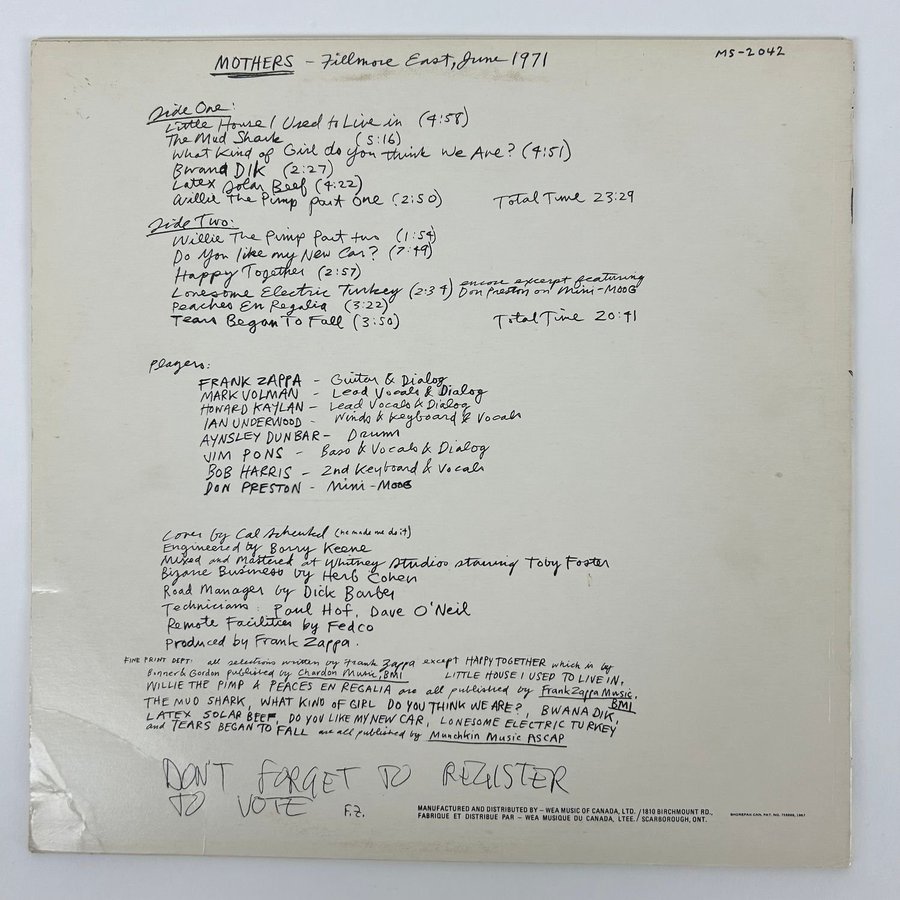 MOTHERS - Fillmore East, June 1971
MS-2042
Side One:
Little House I Used to Live in (4:58)
The Mud Shark (5:16)
What Kind of Girl do you think We Are? (4:51)
Bwana DIK (2:27)
Latex Solar Beef (4:22)
Willie The Pimp part One (2:50) Total Time 23:29
Side Two:
Willie The Pimp Part two (1:54)
Do You like my New Car? (7:49)
Happy Together (2:57)
Lonesome Electric Turkey (2:34) encore excerpt featuring
Don Preston on Mini-MOOG
Peaches En Regalia (3:22)
Tears Began To Fall (3:50) Total Time 20:41
Players:
FRANK ZAPPA - Guitar & Dialog
MARK VOLMAN - Lead Vocals & Dialog
HOWARD KAYLAN - Lead Vocals & Dialog
IAN UNDERWOOD - Winds & Keyboard & Vocals
AYNSLEY DUNBAR - Drums
JIM PONS - Bass & Vocals & Dialog
BOB HARRIS - 2nd Keyboard & Vocals
DON PRESTON - Mini-MOOG
Cover by Cal Schenkel (he made me do it)
Engineered by Barry Keene
Mixed and Mastered at Whitney Studios starring Toby Foster
Bizarre Business by Herb Cohen
Road Manager by Dick Barber
Technicians: Paul Hof, Dave O'Neil
Remote Facilities by Fedco
Produced by Frank Zappa.
FINE PRINT DEPT: all selections written by Frank Zappa except HAPPY TOGETHER which is by
Bonner & Gordon published by Chardon Music, BMI LITTLE HOUSE I USED TO LIVE IN,
WILLIE THE PIMP & PEACES EN REGALIA are all published by Frank Zappa Music,
BMI
THE MUD SHARK, WHAT KIND OF GIRL DO YOU THINK WE ARE?, BWANA DIK,
LATEX SOLAR BEEF, DO YOU LIKE MY NEW CAR, LONESOME ELECTRIC TURKEY
and TEARS BEGAN TO FALL are all published by Munchkin Music ASCAP
DON'T FORGET TO REGISTER
TO VOTE F.Z.
MANUFACTURED AND DISTRIBUTED BY – WEA MUSIC OF CANADA, LTD. / 1810 BIRCHMOUNT RD.,
FABRIQUE ET DISTRIBUE PAR – WEA MUSIQUE DU CANADA, LTEE. / SCARBOROUGH, ONT.